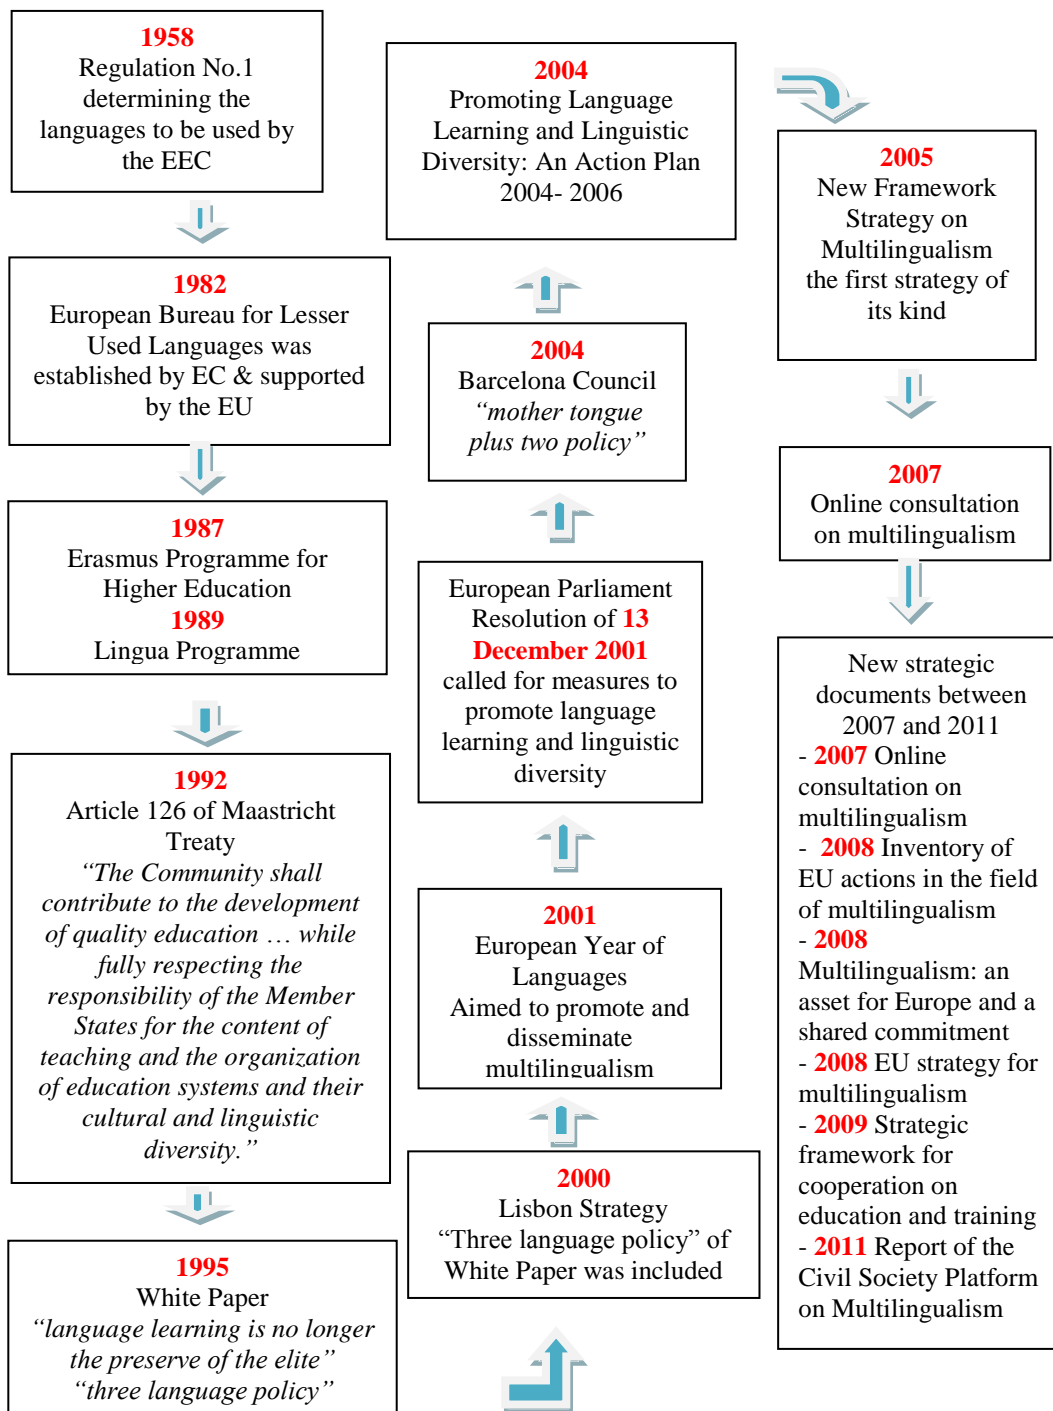 1958
Regulation No.1
determining the
languages to be used by
the EEC
1982
European Bureau for Lesser
Used Languages was
established by EC & supported
by the EU
1987
Erasmus Programme for
Higher Education
1989
Lingua Programme
1992
Article 126 of Maastricht
Treaty
“The Community shall
contribute to the development
of quality education … while
fully respecting the
responsibility of the Member
States for the content of
teaching and the organization
of education systems and their
cultural and linguistic
diversity.”
1995
White Paper
“language learning is no longer
the preserve of the elite”
“three language policy”
2000
Lisbon Strategy
“Three language policy” of
White Paper was included
2001
European Year of
Languages
Aimed to promote and
disseminate
multilingualism
European Parliament
Resolution of 13
December 2001
called for measures to
promote language
learning and linguistic
diversity
2004
Barcelona Council
“mother tongue
plus two policy”
2004
Promoting Language
Learning and Linguistic
Diversity: An Action Plan
2004- 2006
2005
New Framework
Strategy on
Multilingualism
the first strategy of
its kind
2007
Online consultation
on multilingualism
New strategic
documents between
2007 and 2011
- 2007 Online
consultation on
multilingualism
- 2008 Inventory of
EU actions in the field
of multilingualism
- 2008
Multilingualism: an
asset for Europe and a
shared commitment
- 2008 EU strategy for
multilingualism
- 2009 Strategic
framework for
cooperation on
education and training
- 2011 Report of the
Civil Society Platform
on Multilingualism